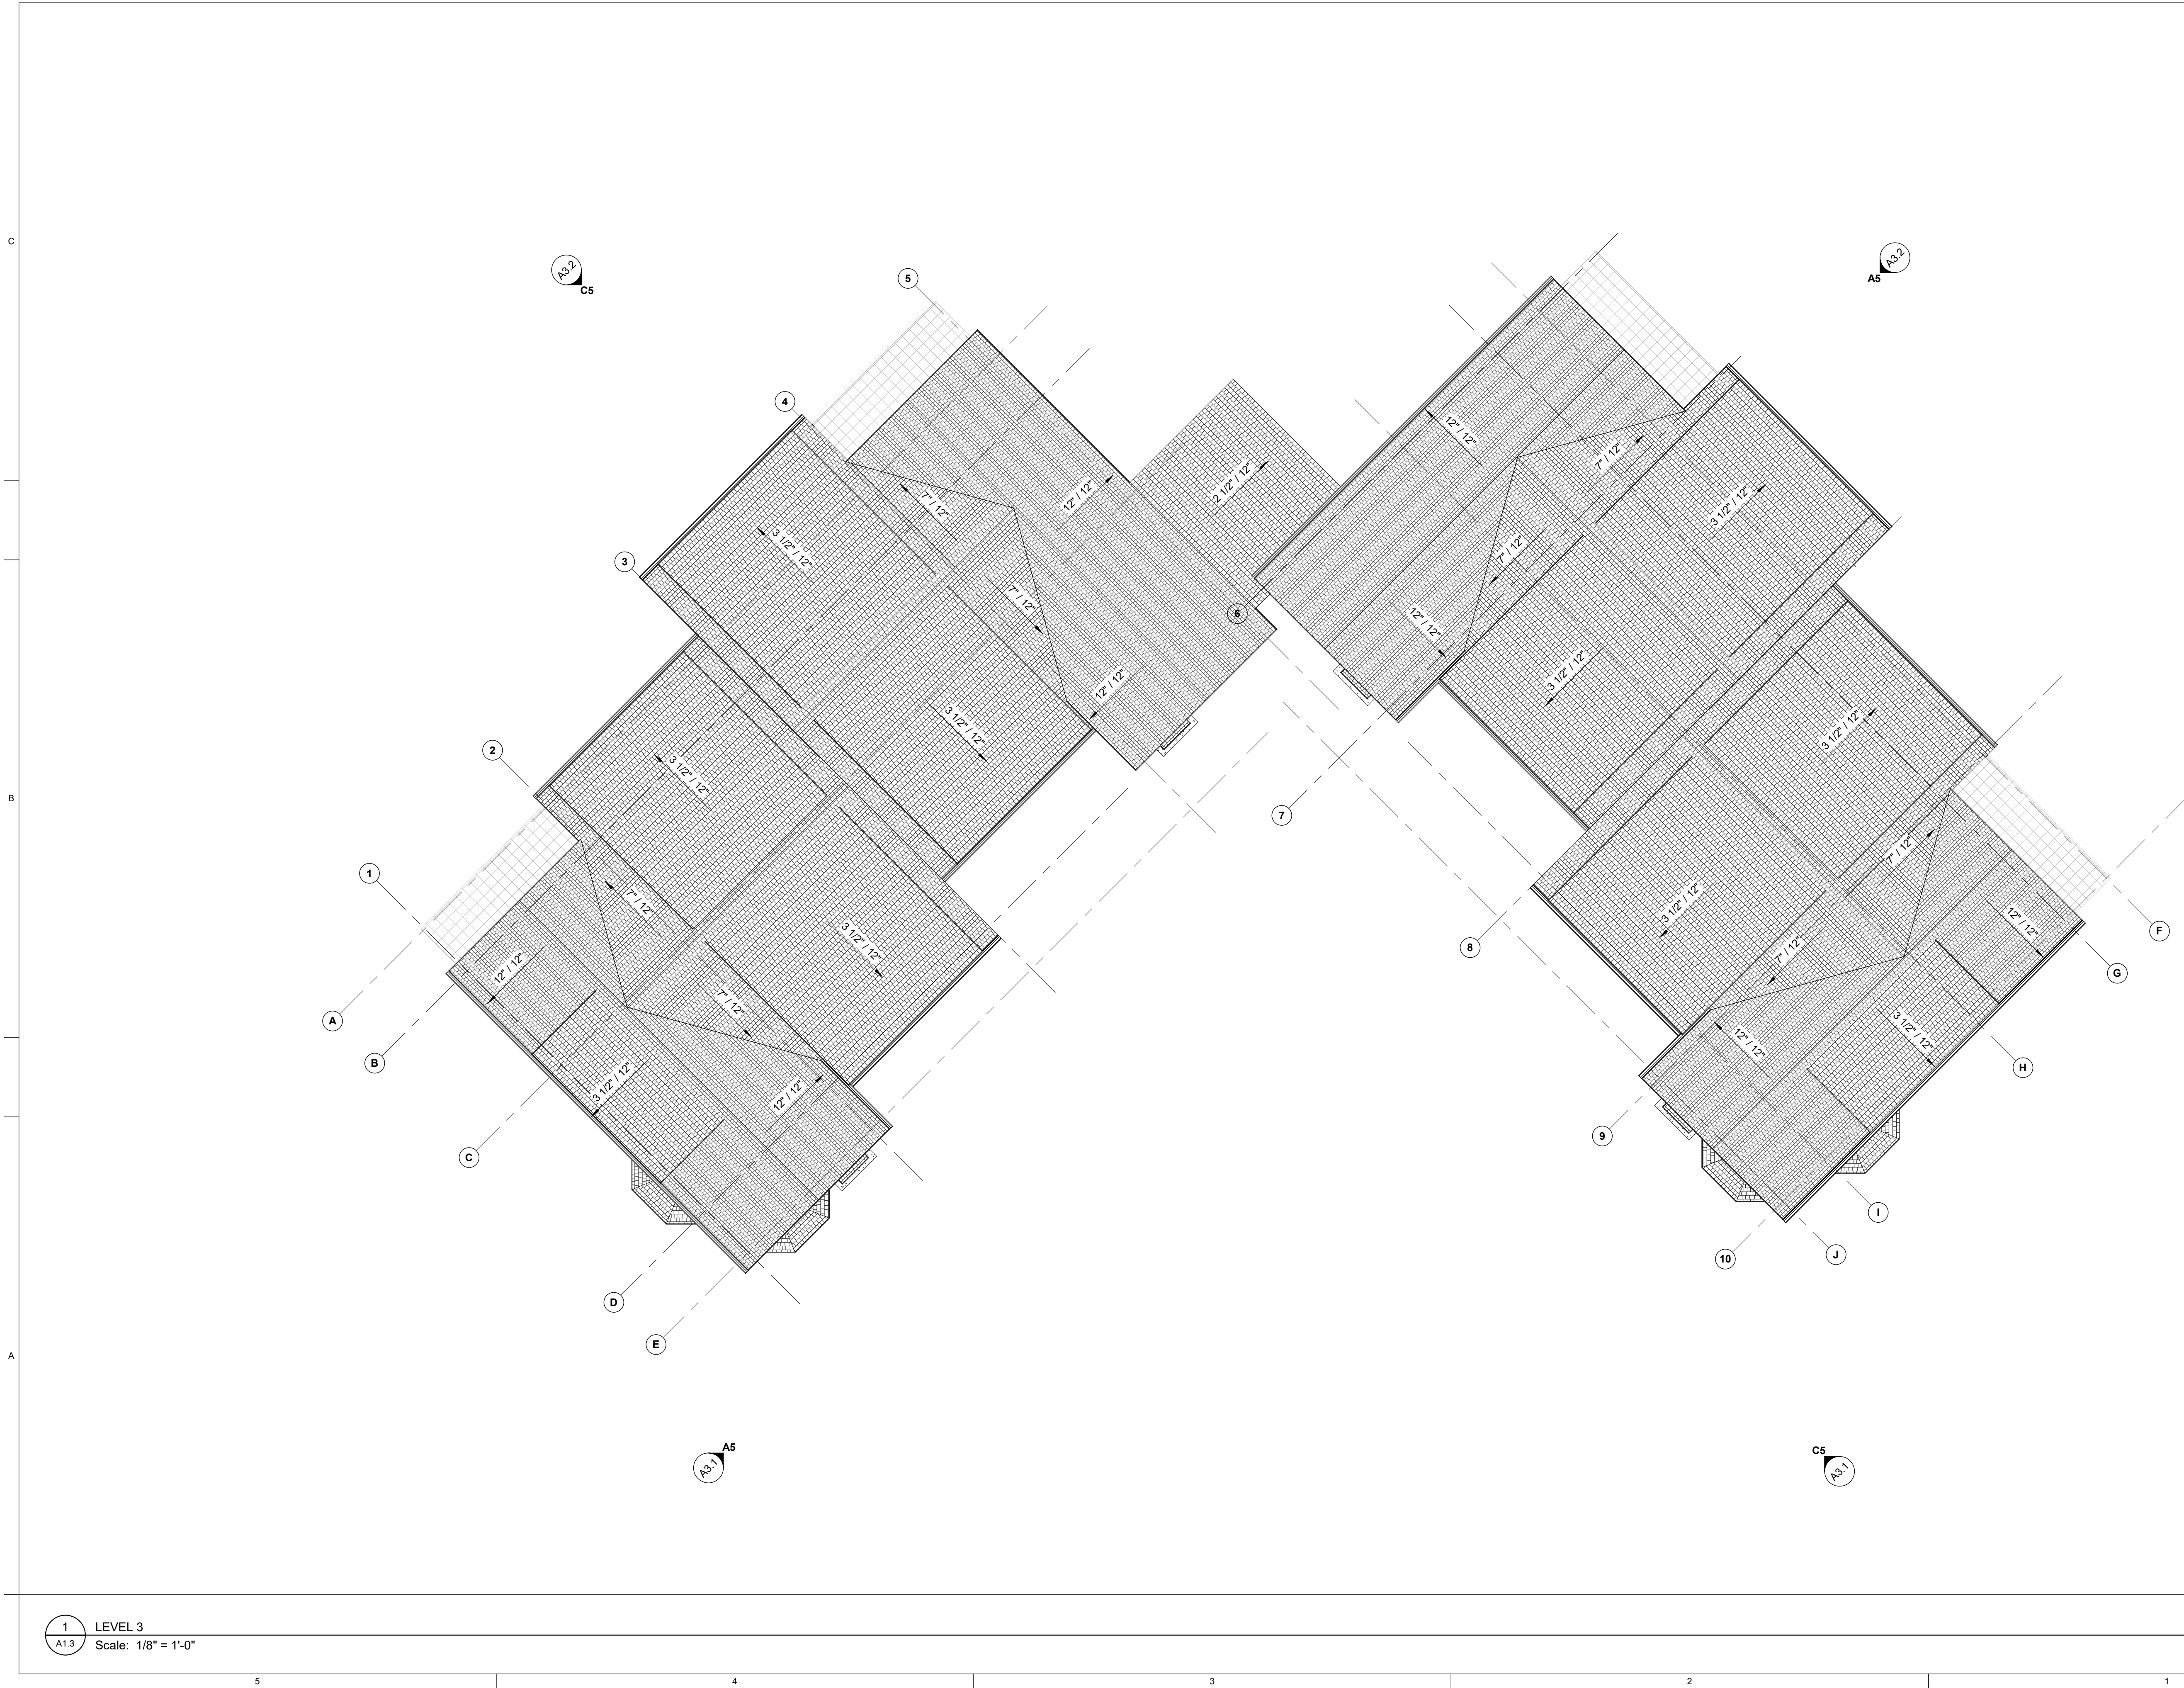 C
A3.2
C5
A3.2
A5
5
4
12" / 12"
7" / 12"
12" / 12"
2 1/2" / 12"
7" / 12"
3 1/2" / 12"
3 1/2" / 12"
3
7" / 12"
6
12" / 12"
3 1/2" / 12"
12" / 12"
3 1/2" / 12"
3 1/2" / 12"
2
3 1/2" / 12"
B
7
1
7" / 12"
7" / 12"
3 1/2" / 12"
3 1/2" / 12"
12" / 12"
F
8
7" / 12"
12" / 12"
G
7" / 12"
A
3 1/2" / 12"
12" / 12"
B
H
3 1/2" / 12"
12" / 12"
9
C
I
J
10
D
E
A
A5
A3.1
C5
A3.1
1
A1.3
LEVEL 3
Scale: 1/8" = 1'-0"
5
4
3
2
1